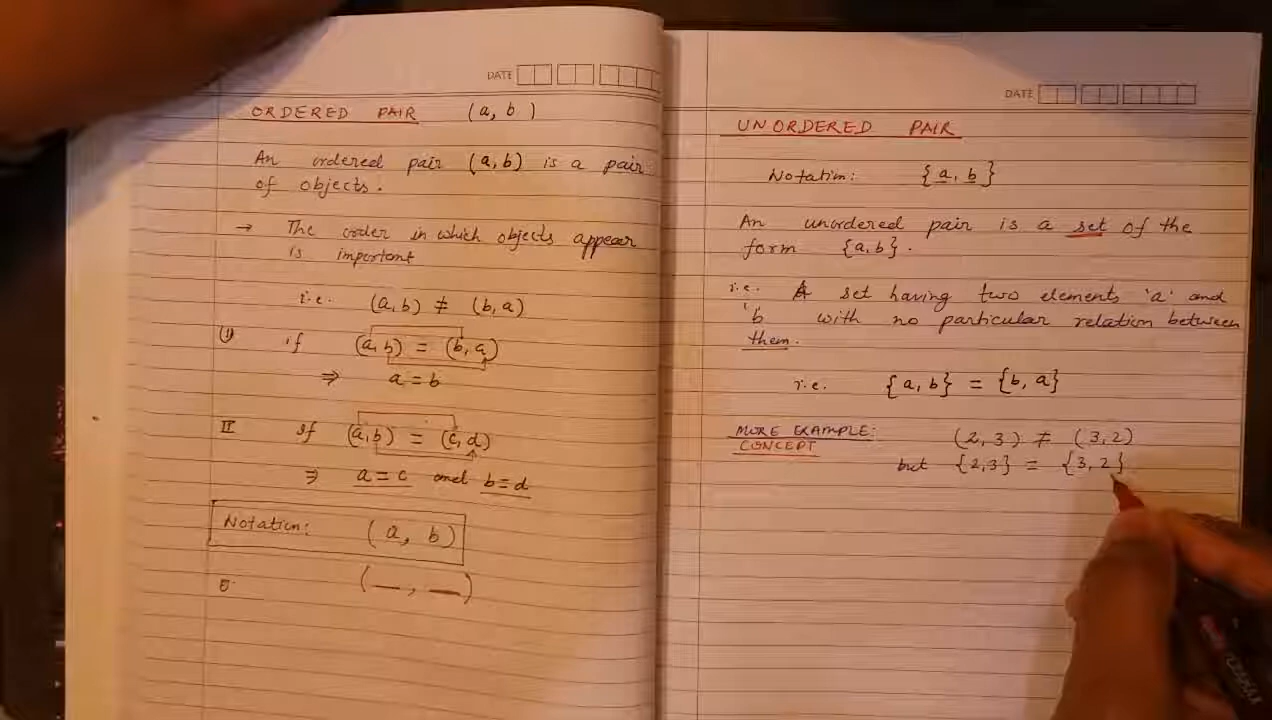 DATE
ORDERED PAIR (a, b)
An ordered pair (a,b) is a pair
of objects.
→ The order in which objects appear
is important
i.e. (a,b) ≠ (b,a)
(I) if (a,b) = (b,a)
⇒ a = b
II If (a,b) = (c,d)
⇒ a = c and b = d
Notation: (a, b)
(—, —)
DATE
UNORDERED PAIR
Notation: {a, b}
An unordered pair is a set of the
form {a,b}.
i.e. A set having two elements 'a' and
'b with no particular relation between
them.
i.e. {a,b} = {b, a}
MORE EXAMPLE: (2,3) ≠ (3,2)
CONCEPT
but {2,3} = {3,2}